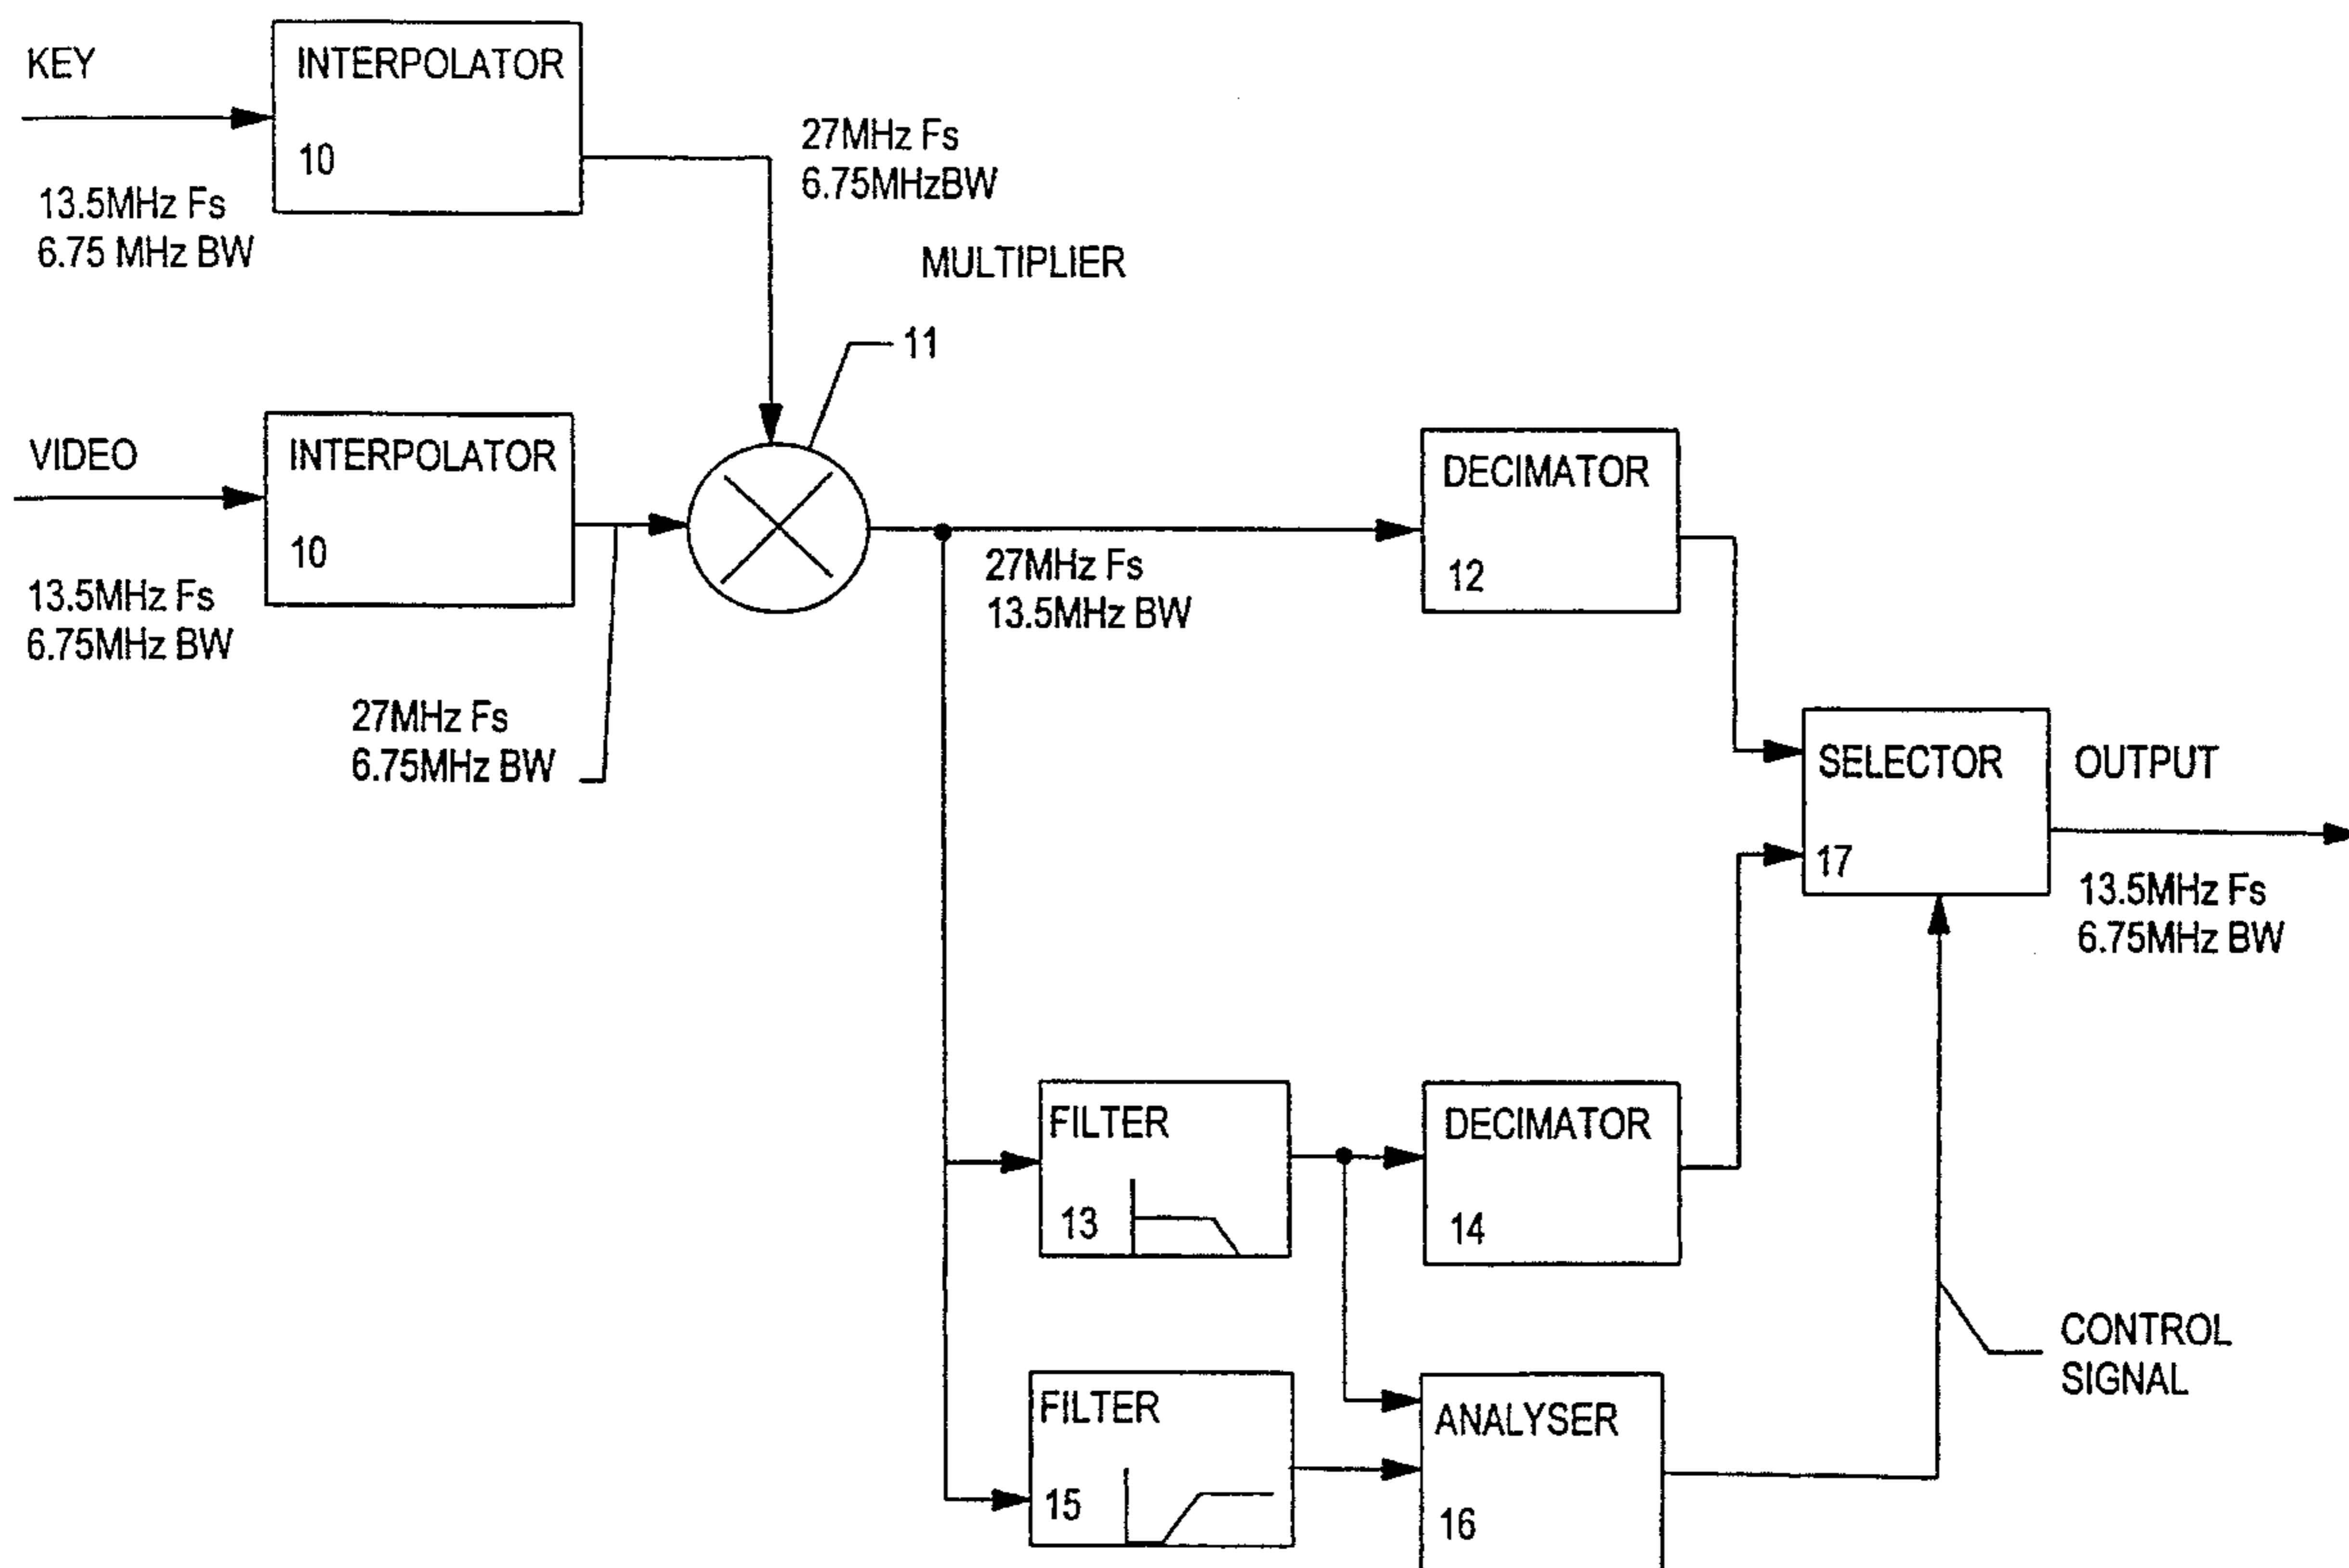 KEY
INTERPOLATOR
10
13.5MHz Fs
6.75 MHz BW
27MHz Fs
6.75MHzBW
MULTIPLIER
11
VIDEO
INTERPOLATOR
10
13.5MHz Fs
6.75MHz BW
27MHz Fs
6.75MHz BW
27MHz Fs
13.5MHz BW
DECIMATOR
12
SELECTOR
17
OUTPUT
13.5MHz Fs
6.75MHz BW
FILTER
13
DECIMATOR
14
CONTROL
SIGNAL
FILTER
15
ANALYSER
16